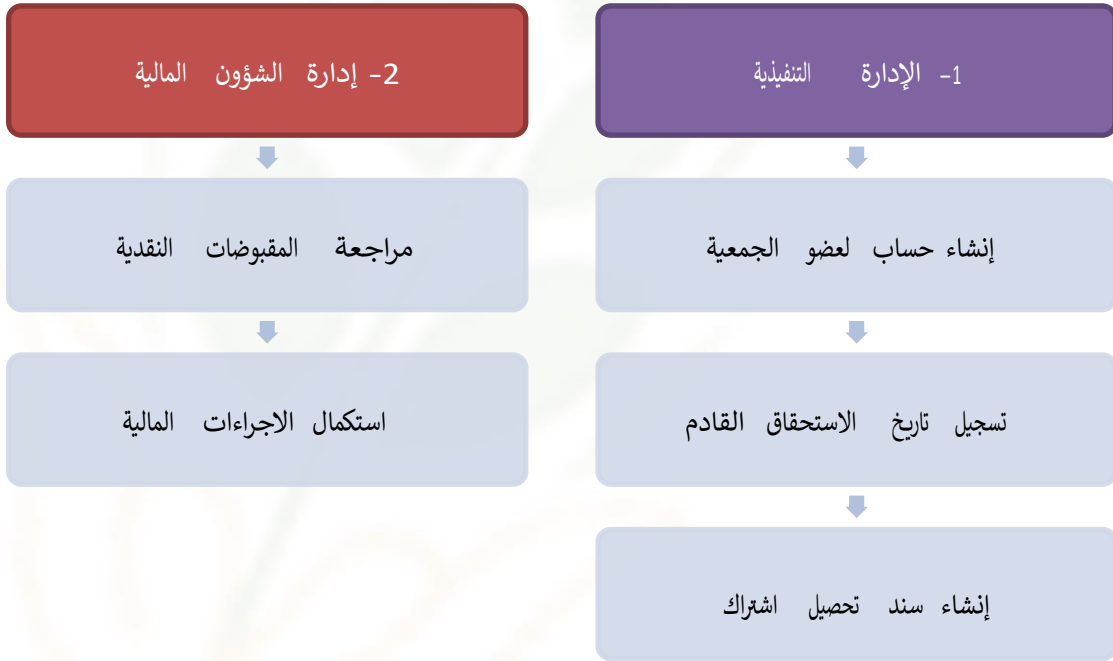 1- الإدارة التنفيذية
إنشاء حساب لعضو الجمعية
تسجيل تاريخ الاستحقاق القادم
إنشاء سند تحصيل اشتراك
2- إدارة الشؤون المالية
مراجعة المقبوضات النقدية
استكمال الاجراءات المالية